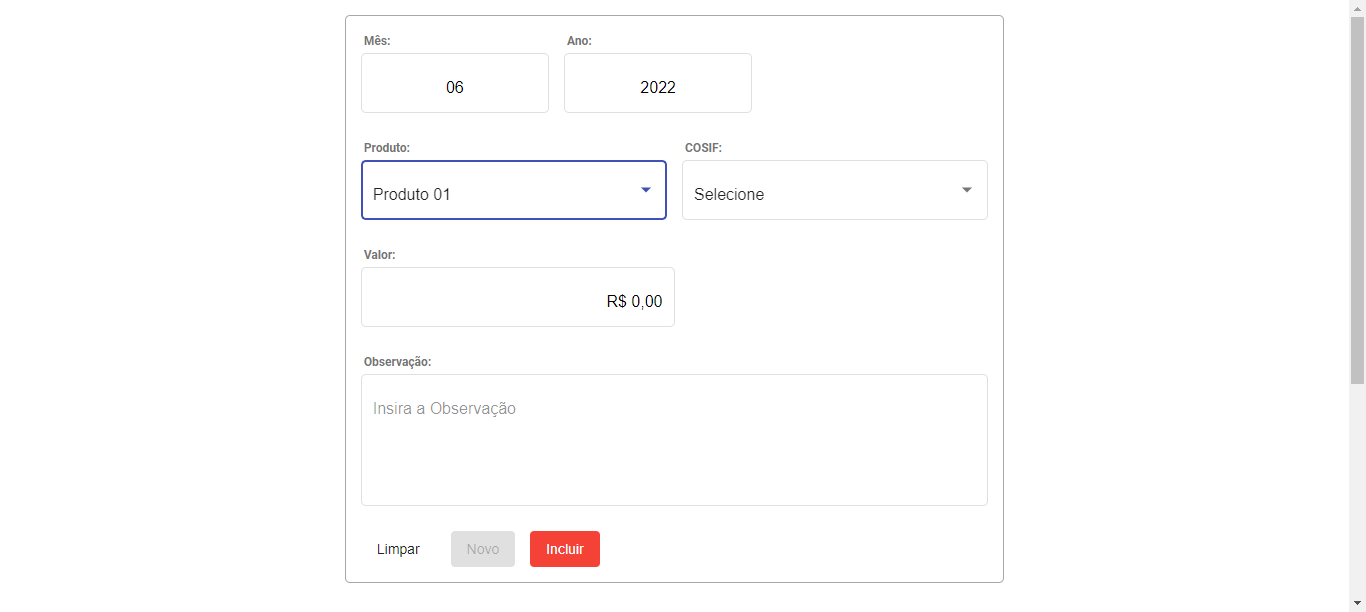 Mês: Ano:
06 2022
Produto: COSIF:
Produto 01 Selecione
Valor:
R$ 0,00
Observação:
Insira a Observação
Limpar Novo Incluir